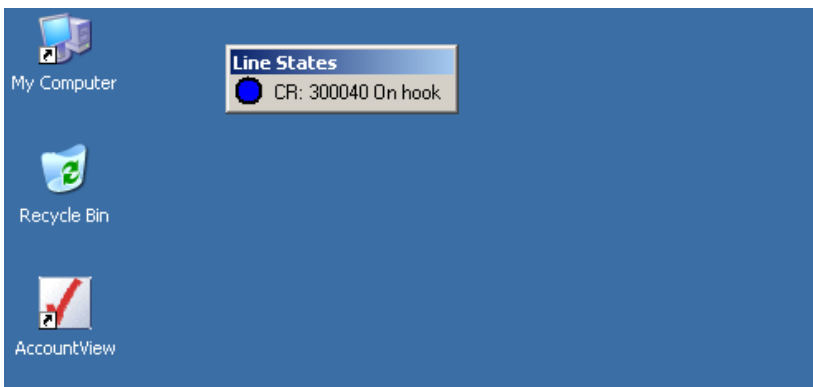 My Computer
Line States
CR: 300040 On hook
Recycle Bin
AccountView